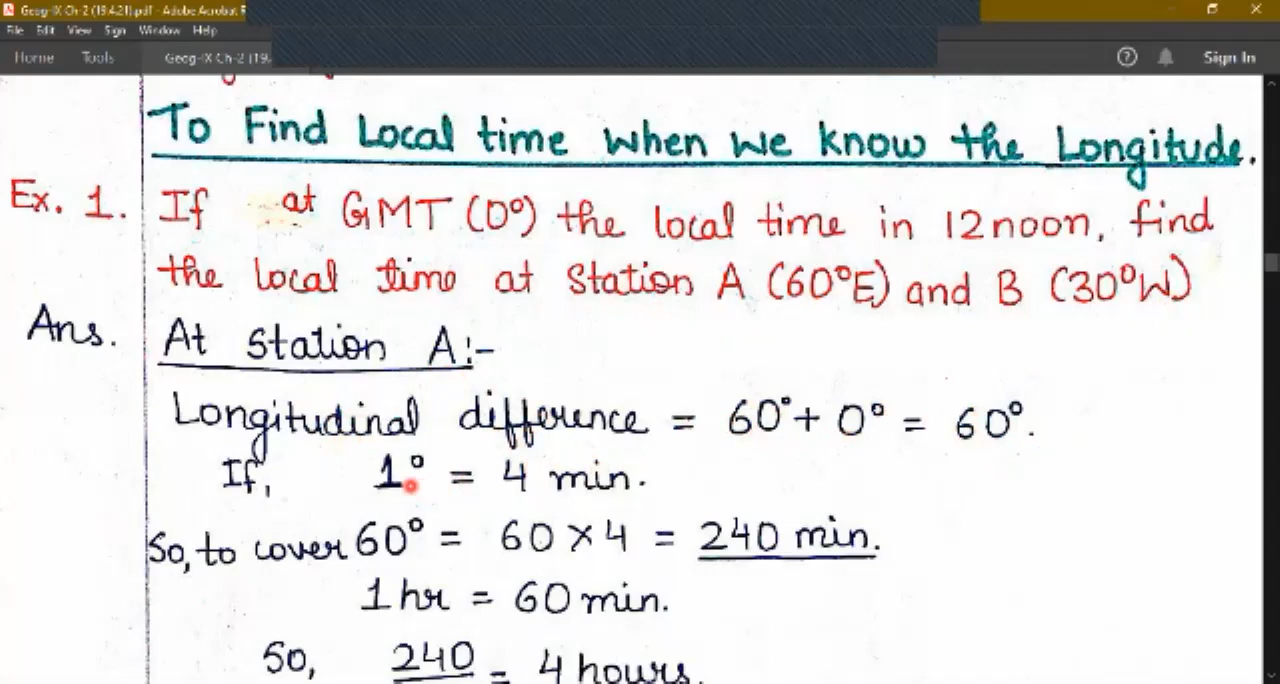 Geog-IX Ch-2 (19.4.21).pdf - Adobe Acrobat R
File Edit View Sign Window Help
Home Tools Geog-IX Ch-2 (19. Sign In
To Find Local time when we know the Longitude.
Ex. 1. If at GMT (0°) the local time in 12 noon, find
the local time at Station A (60°E) and B (30°W)
Ans. At Station A:-
Longitudinal difference = 60° + 0° = 60°.
If, 1° = 4 min.
So, to cover 60° = 60 × 4 = 240 min.
1 hr = 60 min.
So, 240 = 4 hours.